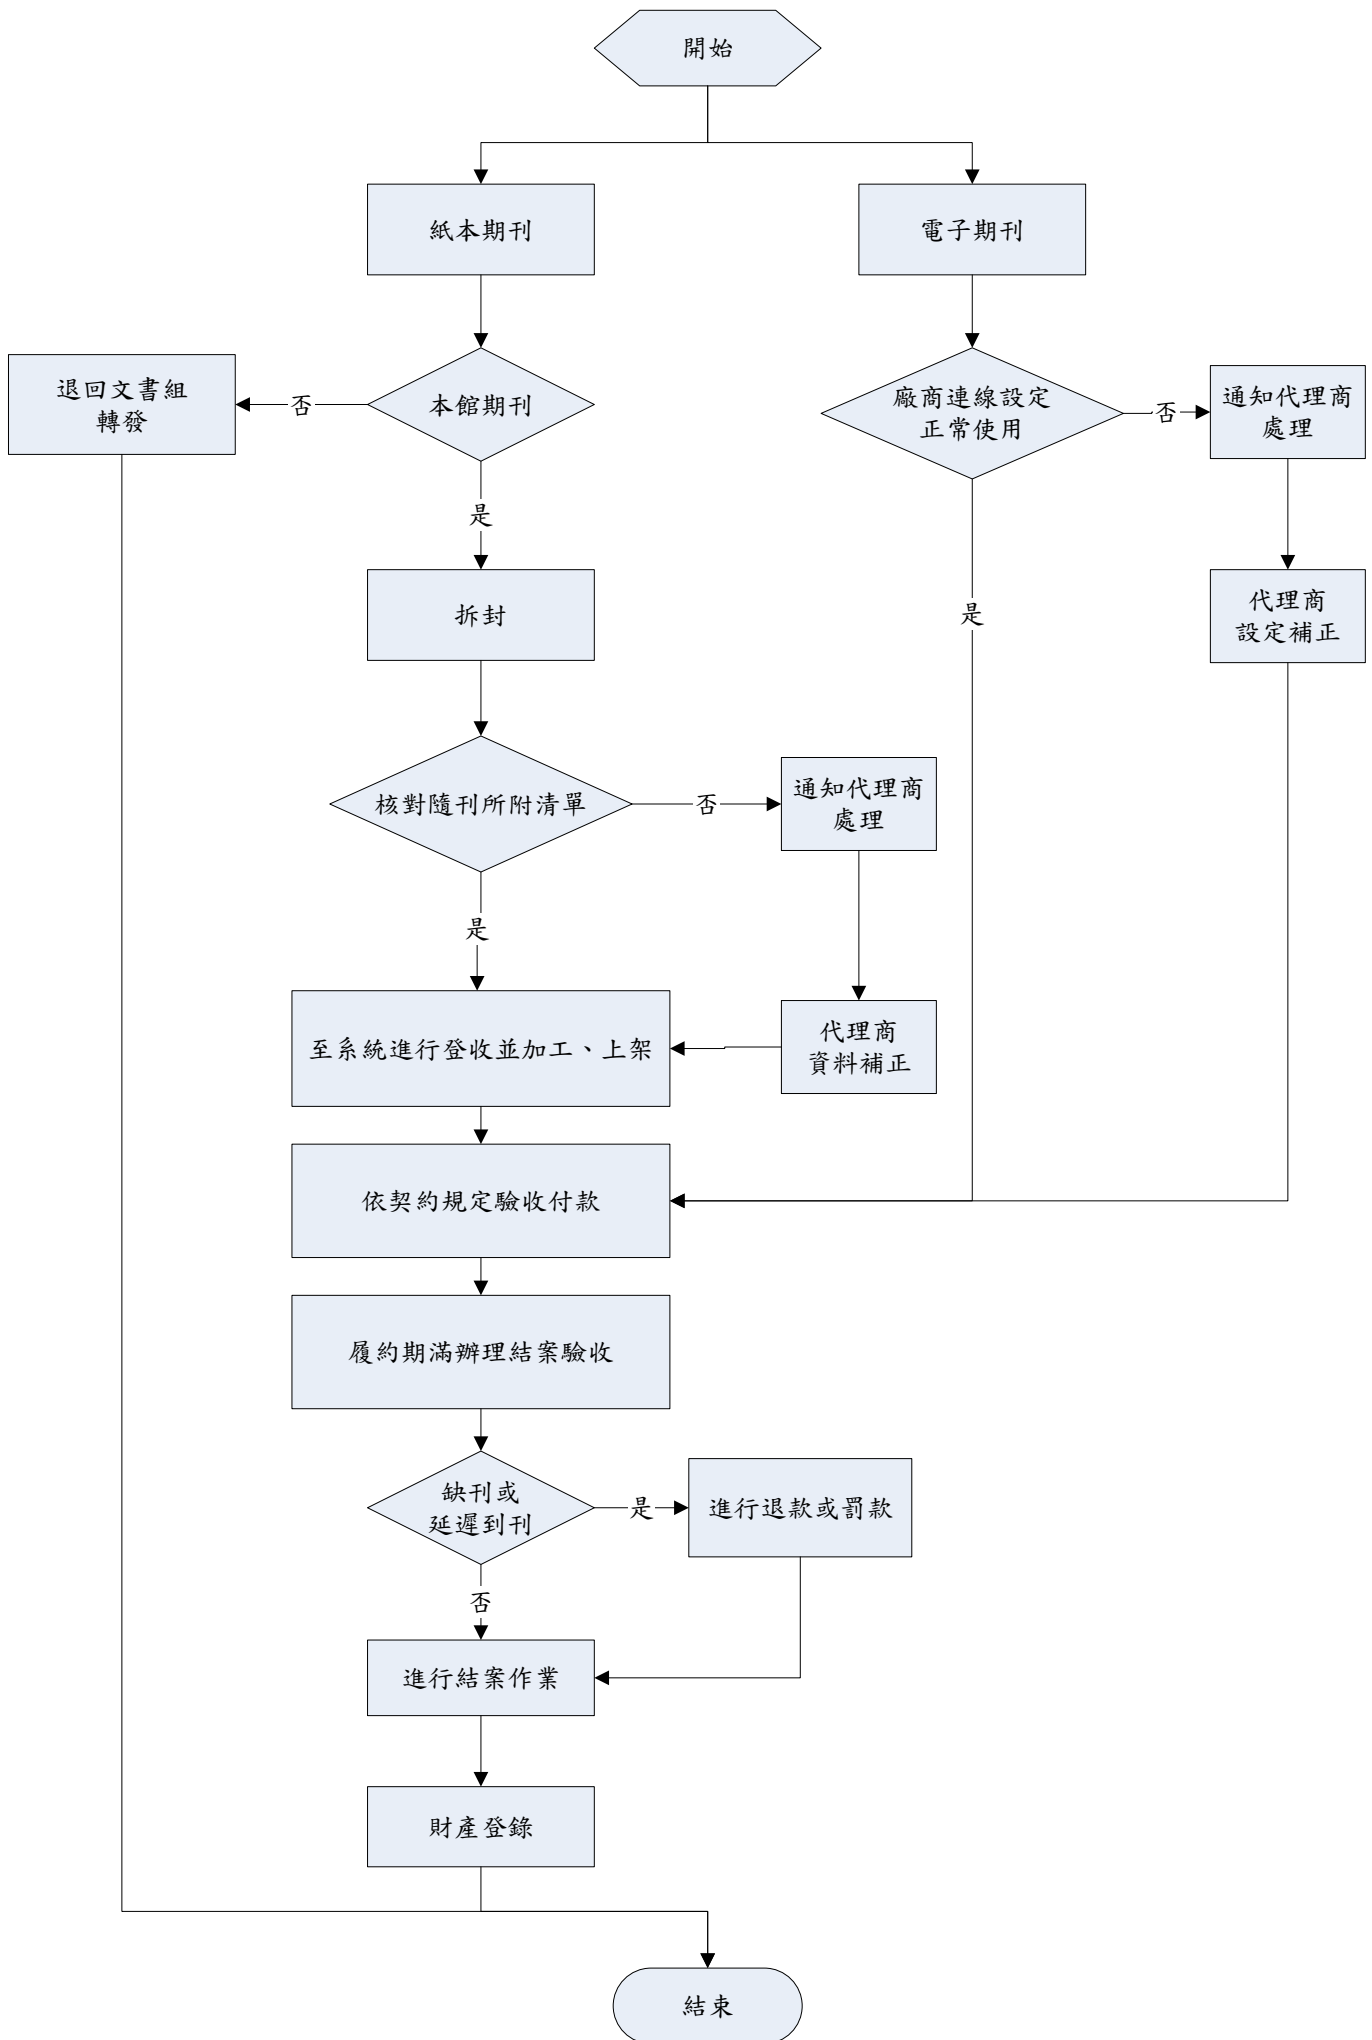 開始
紙本期刊
電子期刊
退回文書組
轉發
否
本館期刊
廠商連線設定
正常使用
否
通知代理商
處理
是
拆封
是
代理商
設定補正
核對隨刊所附清單
否
通知代理商
處理
是
至系統進行登收並加工、上架
代理商
資料補正
依契約規定驗收付款
履約期滿辦理結案驗收
缺刊或
延遲到刊
是
進行退款或罰款
否
進行結案作業
財產登錄
結束